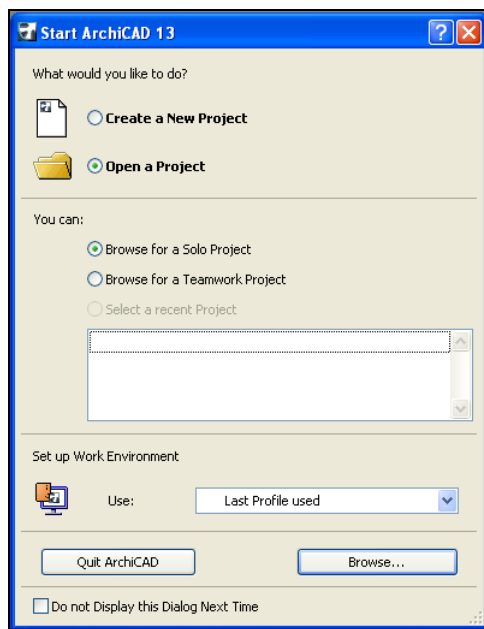 Start ArchiCAD 13
What would you like to do?
Create a New Project
Open a Project
You can:
Browse for a Solo Project
Browse for a Teamwork Project
Select a recent Project
Set up Work Environment
Use: Last Profile used
Quit ArchiCAD Browse...
Do not Display this Dialog Next Time